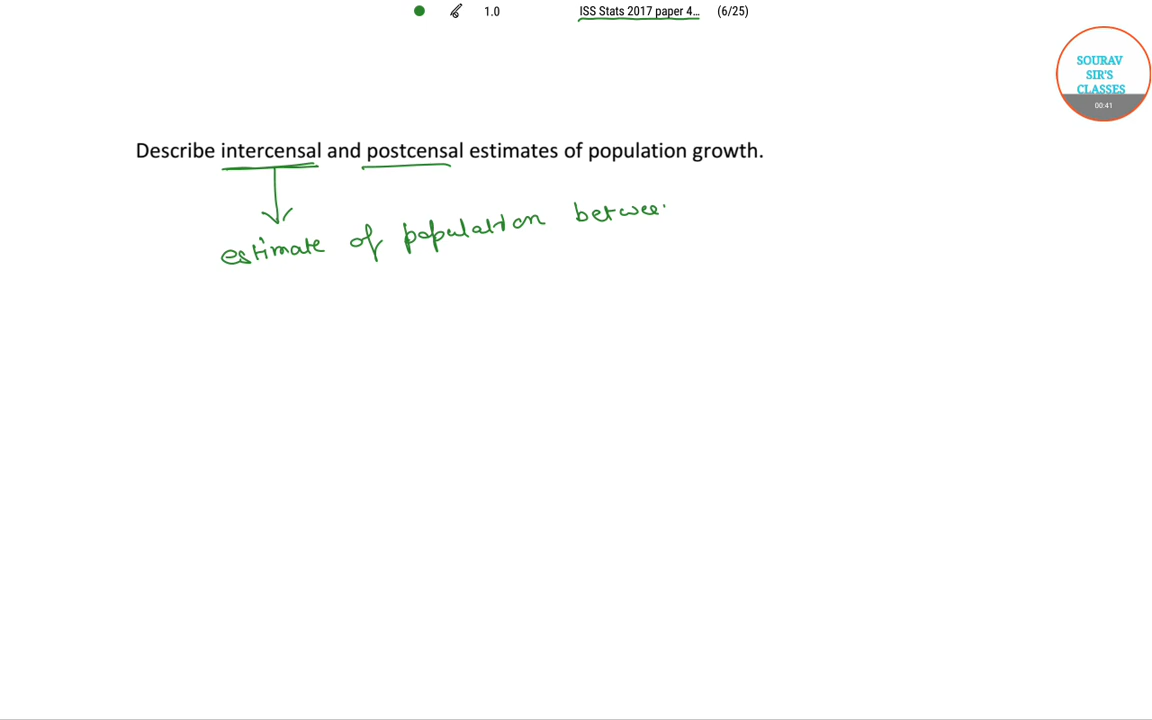 1.0 ISS Stats 2017 paper 4... (6/25)
SOURAV
SIR'S
CLASSES
00:41
Describe intercensal and postcensal estimates of population growth.
estimate of population betwee